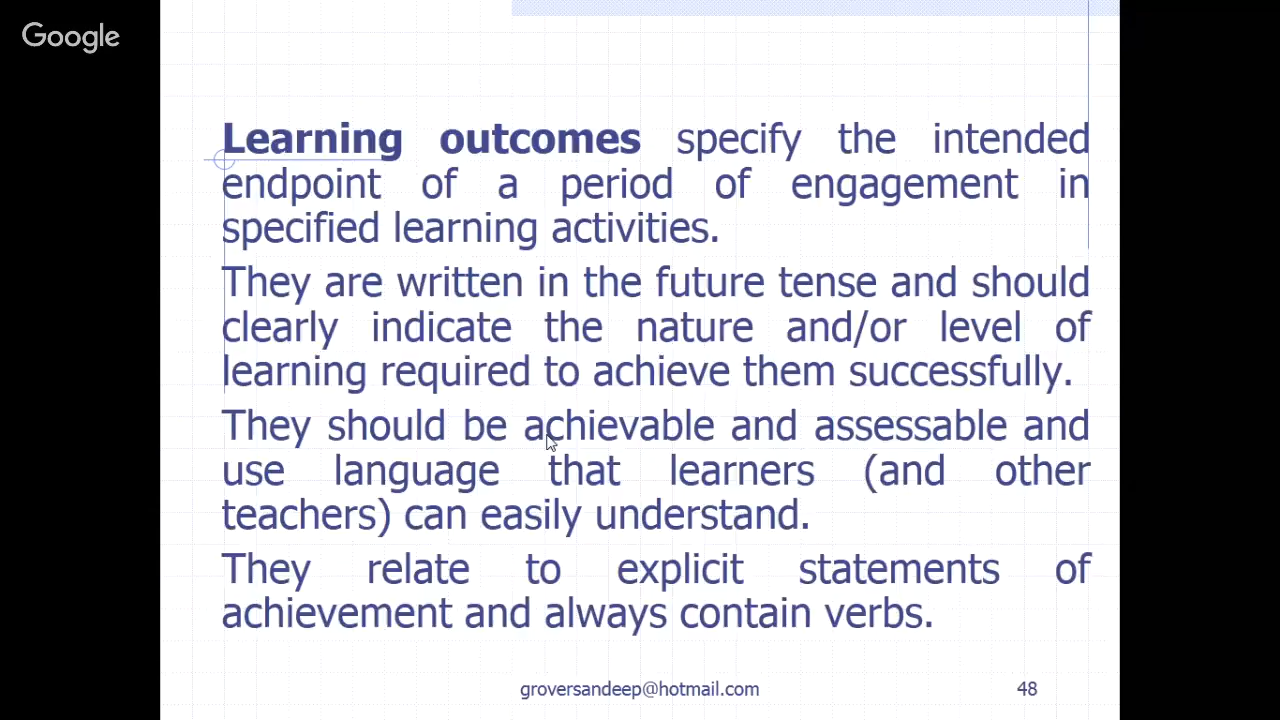 Google
Learning outcomes specify the intended
endpoint of a period of engagement in
specified learning activities.
They are written in the future tense and should
clearly indicate the nature and/or level of
learning required to achieve them successfully.
They should be achievable and assessable and
use language that learners (and other
teachers) can easily understand.
They relate to explicit statements of
achievement and always contain verbs.
groversandeep@hotmail.com 48